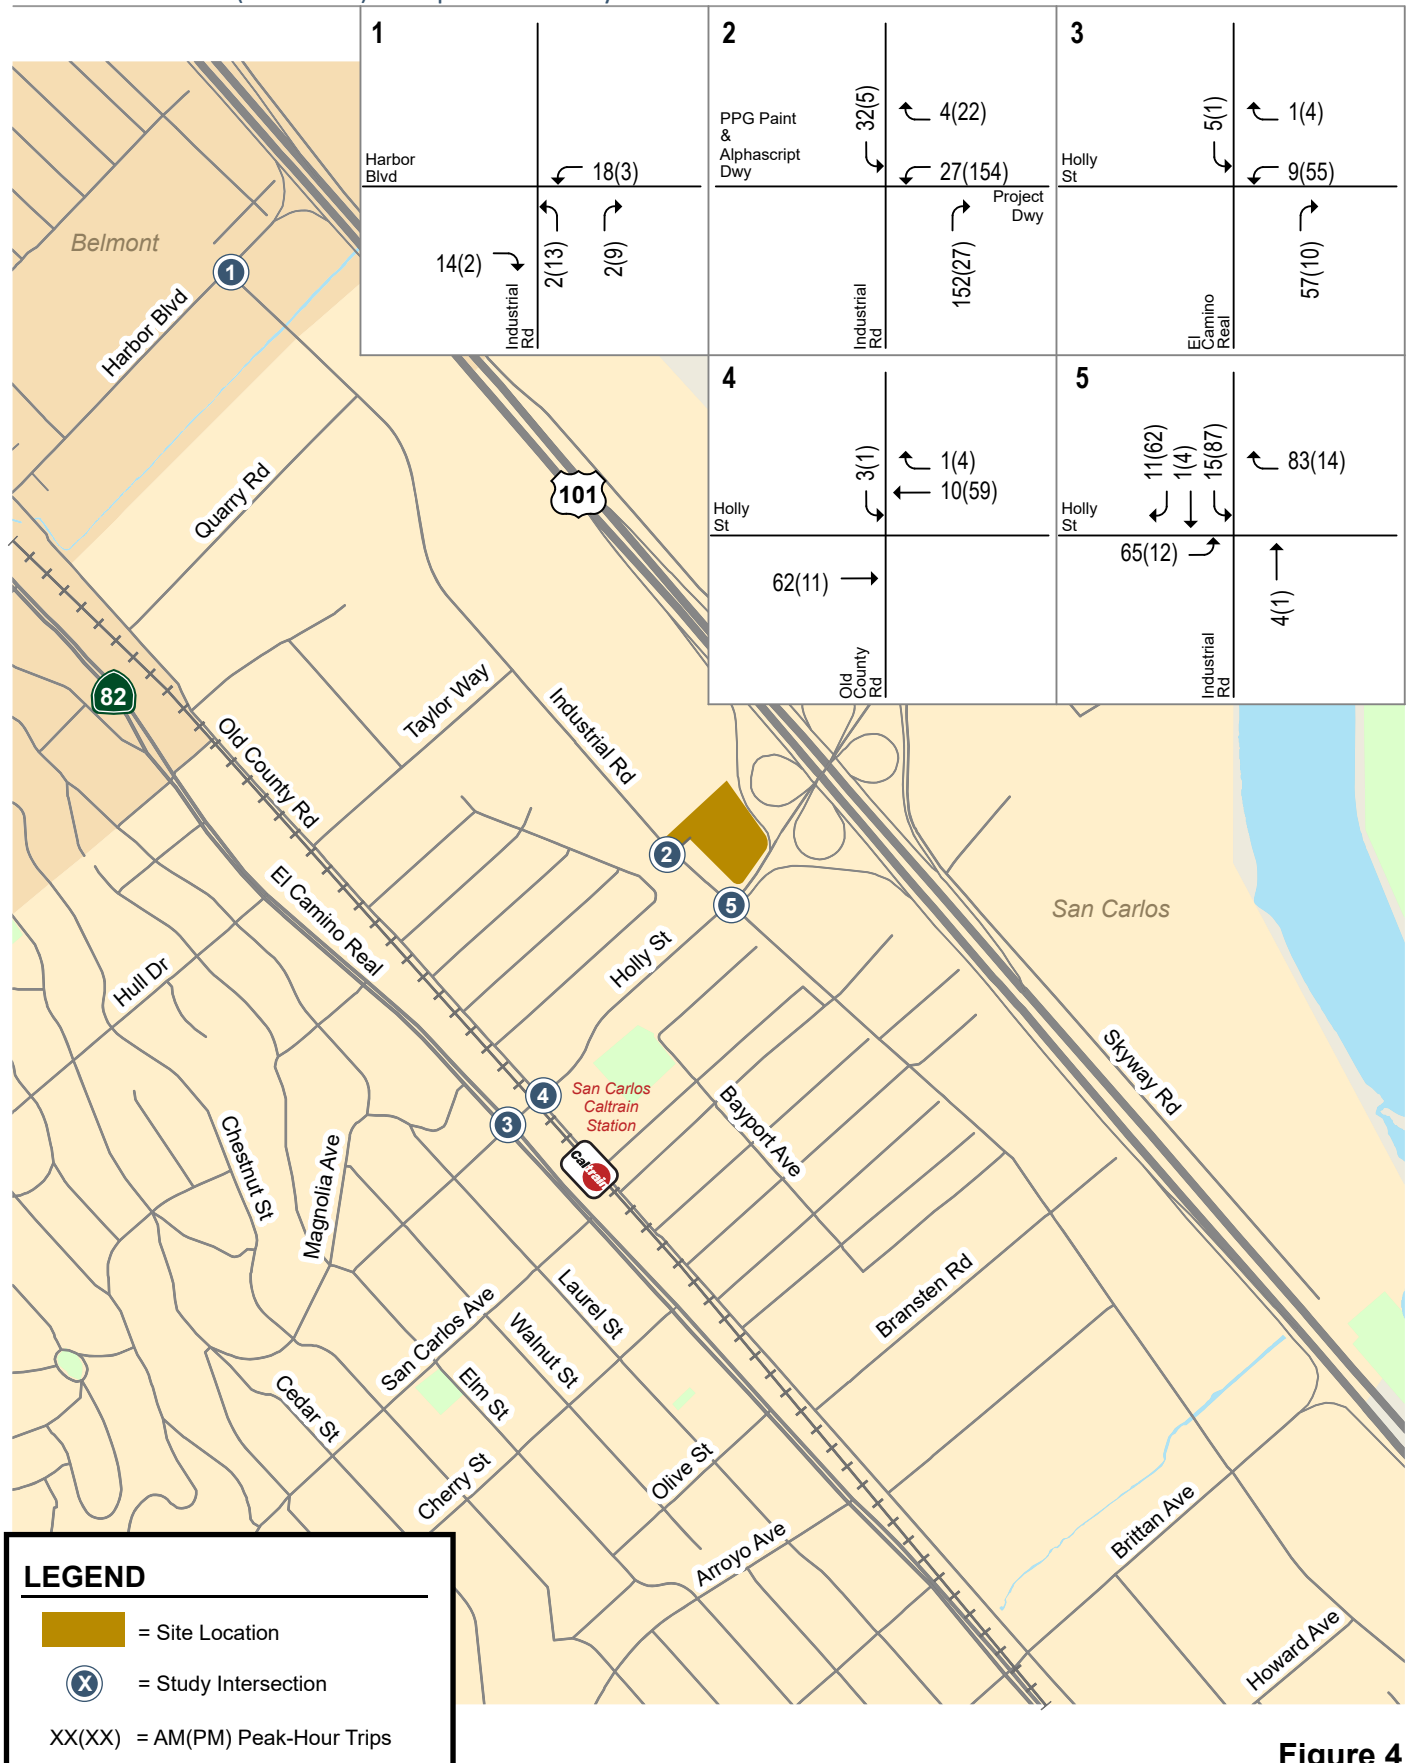 1
Harbor
Blvd
18(3)
14(2)
2(13)
2(9)
Industrial
Rd
2
PPG Paint
&
Alphascript
Dwy
32(5)
4(22)
27(154)
Project
Dwy
152(27)
Industrial
Rd
3
Holly
St
5(1)
1(4)
9(55)
57(10)
El
Camino
Real
4
Holly
St
3(1)
1(4)
10(59)
62(11)
Old
County
Rd
5
Holly
St
11(62)
1(4)
15(87)
83(14)
65(12)
4(1)
Industrial
Rd
Belmont
1
Harbor Blvd
Quarry Rd
101
82
Taylor Way
Industrial Rd
Old County Rd
2
5
San Carlos
El Camino Real
Holly St
Hull Dr
Skyway Rd
4
3
San Carlos
Caltrain
Station
Caltrain
Bayport Ave
Chestnut St
Magnolia Ave
Bransten Rd
San Carlos Ave
Laurel St
Walnut St
Elm St
Cedar St
Cherry St
Olive St
Arroyo Ave
Brittan Ave
Howard Ave
LEGEND
= Site Location
X = Study Intersection
XX(XX) = AM(PM) Peak-Hour Trips
Figure 4